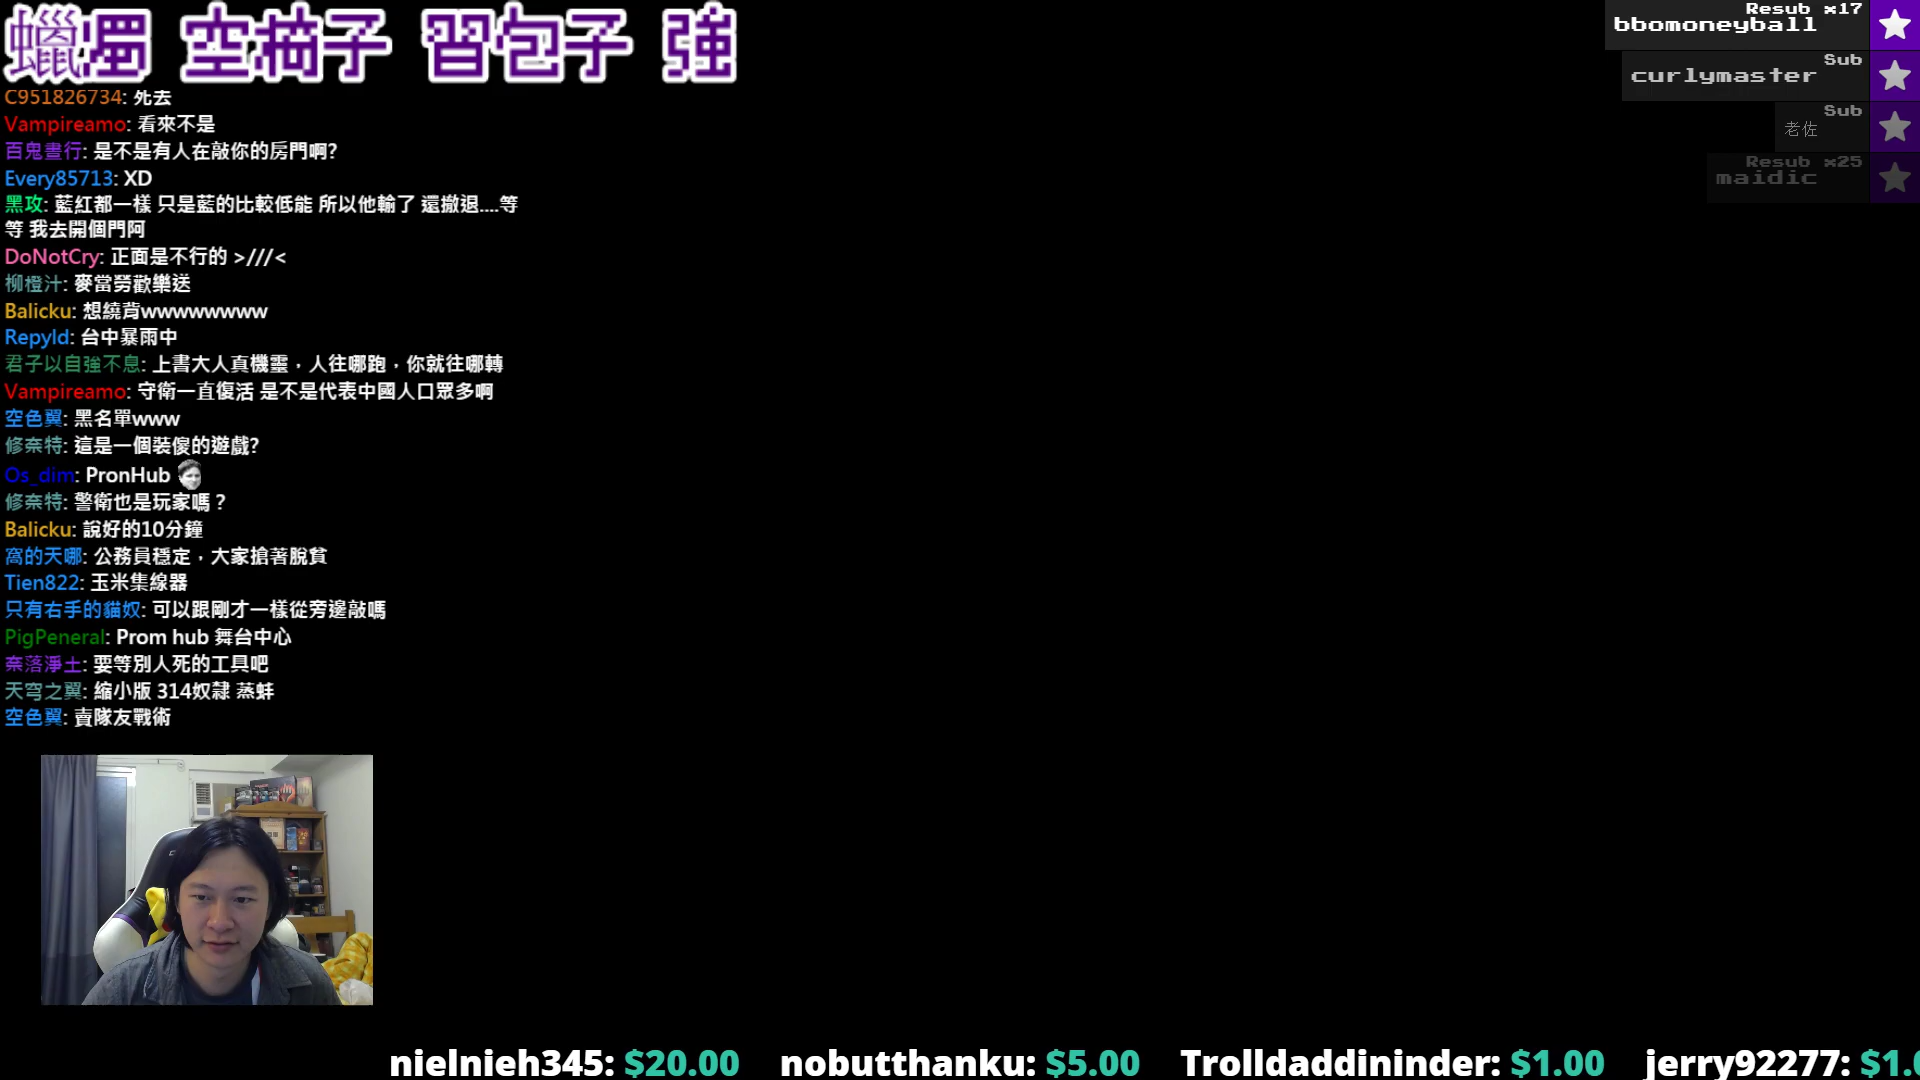 蠟燭 空椅子 習包子 強
C951826734: 死去
Vampireamo: 看來不是
百鬼晝行: 是不是有人在敲你的房門啊?
Every85713: XD
黑攻: 藍紅都一樣 只是藍的比較低能 所以他輸了 還撤退....等
等 我去開個門阿
DoNotCry: 正面是不行的 >///<
柳橙汁: 麥當勞歡樂送
Balicku: 想繞背wwwwwwwww
Repyld: 台中暴雨中
君子以自強不息: 上書大人真機靈，人往哪跑，你就往哪轉
Vampireamo: 守衛一直復活 是不是代表中國人口眾多啊
空色翼: 黑名單www
修奈特: 這是一個裝傻的遊戲?
Os_dim: PronHub
修奈特: 警衛也是玩家嗎？
Balicku: 說好的10分鐘
窩的天哪: 公務員穩定，大家搶著脫貧
Tien822: 玉米集線器
只有右手的貓奴: 可以跟剛才一樣從旁邊敲嗎
PigPeneral: Prom hub 舞台中心
奈落淨土: 要等別人死的工具吧
天穹之翼: 縮小版 314奴隸 蒸蚌
空色翼: 賣隊友戰術
Resub x17
bbomoneyball
Sub
curlymaster
Sub
老佐
Resub x25
maidic
nielnieh345: $20.00 nobutthanku: $5.00 Trolldaddininder: $1.00 jerry92277: $1.0